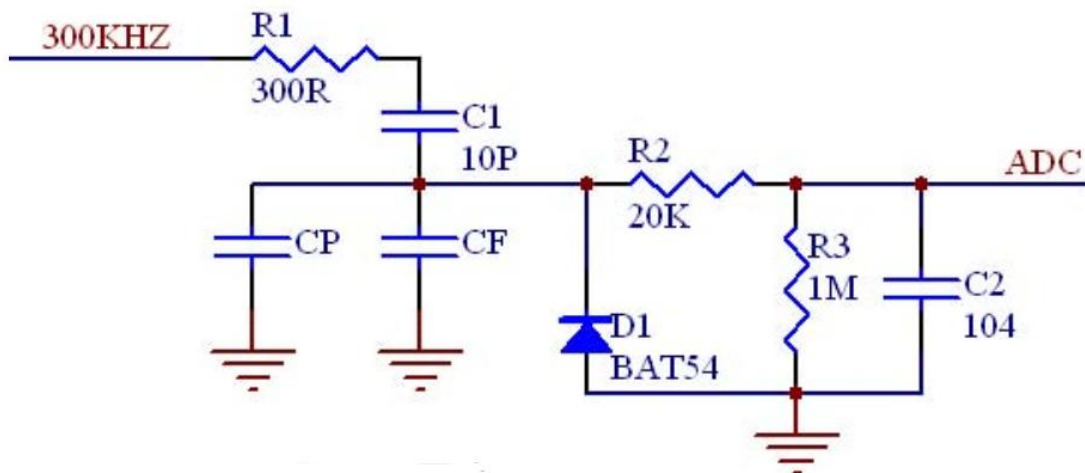 300KHZ
R1
300R
C1
10P
CP
CF
R2
20K
ADC
D1
BAT54
R3
1M
C2
104